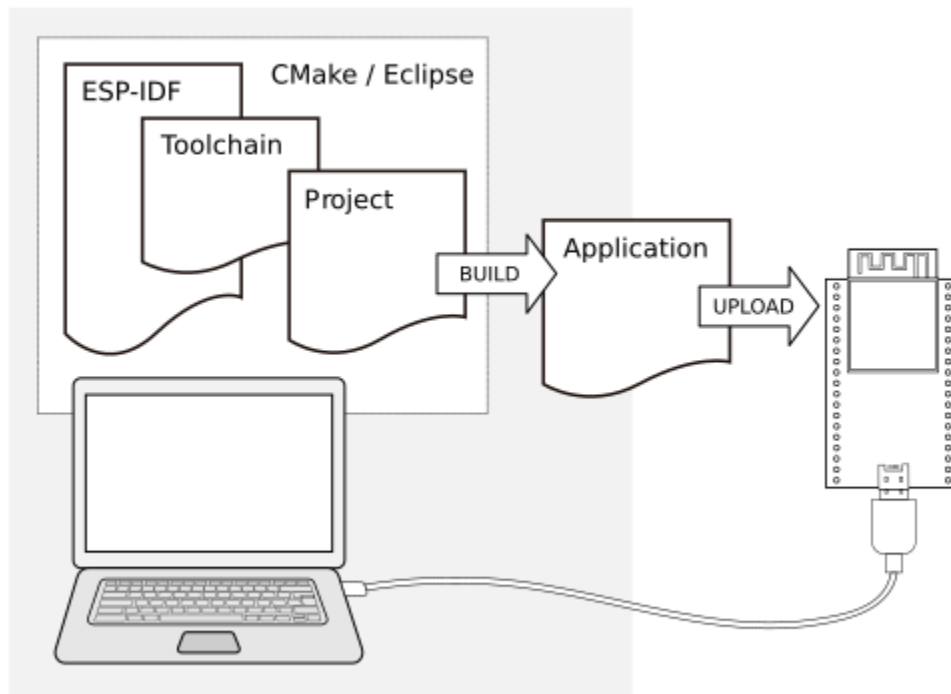 CMake / Eclipse
ESP-IDF
Toolchain
Project
BUILD
Application
UPLOAD